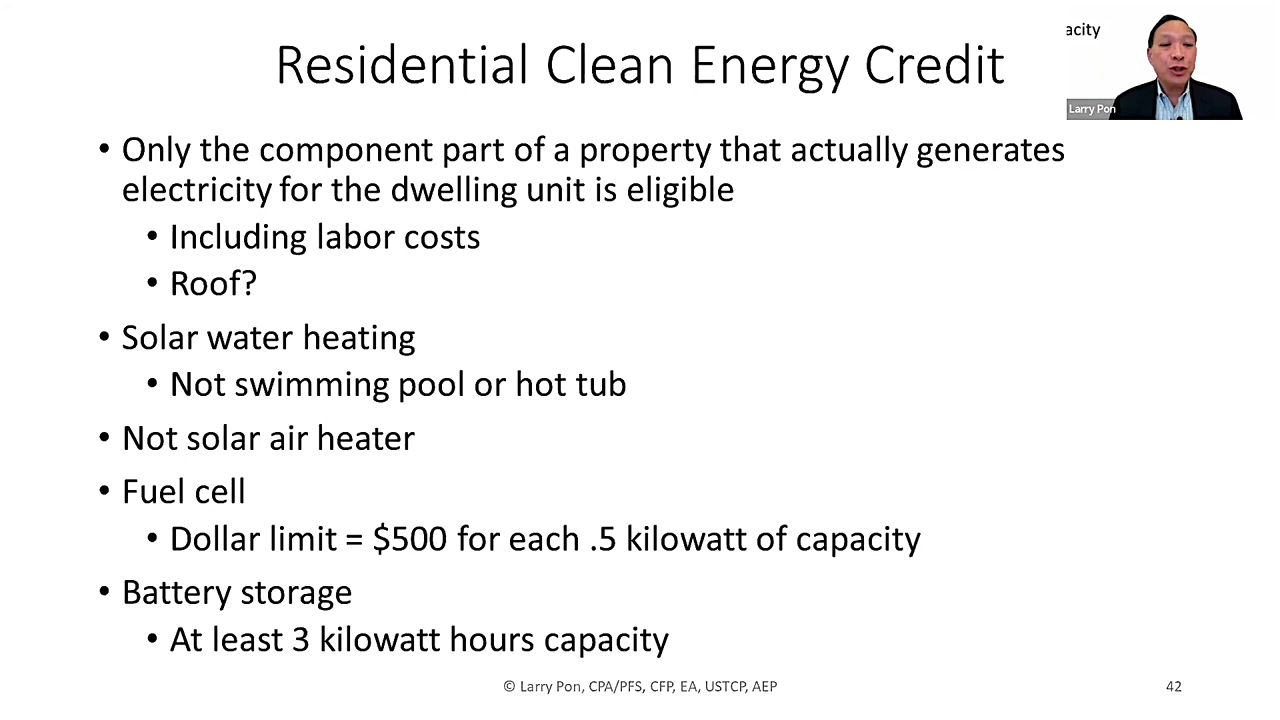 Residential Clean Energy Credit
acity
Larry Pon
• Only the component part of a property that actually generates
electricity for the dwelling unit is eligible
• Including labor costs
• Roof?
• Solar water heating
• Not swimming pool or hot tub
• Not solar air heater
• Fuel cell
• Dollar limit = $500 for each .5 kilowatt of capacity
• Battery storage
• At least 3 kilowatt hours capacity
© Larry Pon, CPA/PFS, CFP, EA, USTCP, AEP
42